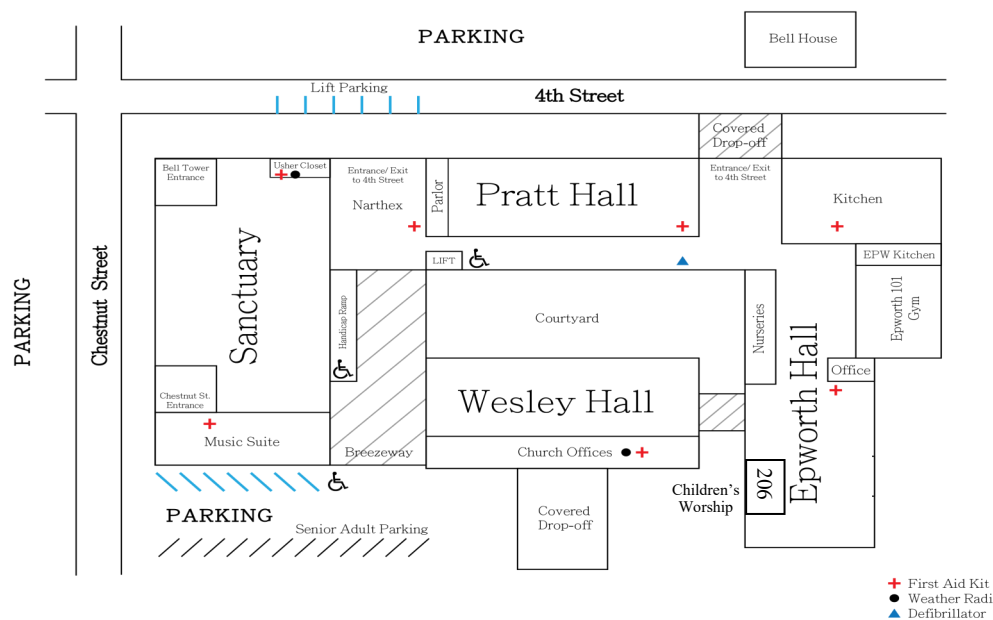 PARKING
Bell House
Lift Parking
4th Street
Covered
Drop-off
Bell Tower
Entrance
Usher Closet
Entrance/ Exit
to 4th Street
Narthex
Parlor
Pratt Hall
Entrance/ Exit
to 4th Street
Kitchen
PARKING
Chestnut Street
Sanctuary
LIFT
EPW Kitchen
Handicap Ramp
Courtyard
Nurseries
Epworth 101
Gym
Epworth Hall
Office
Chestnut St.
Entrance
Wesley Hall
Music Suite
Breezeway
Church Offices
Children's
Worship
206
PARKING
Senior Adult Parking
Covered
Drop-off
First Aid Kit
Weather Radi
Defibrillator